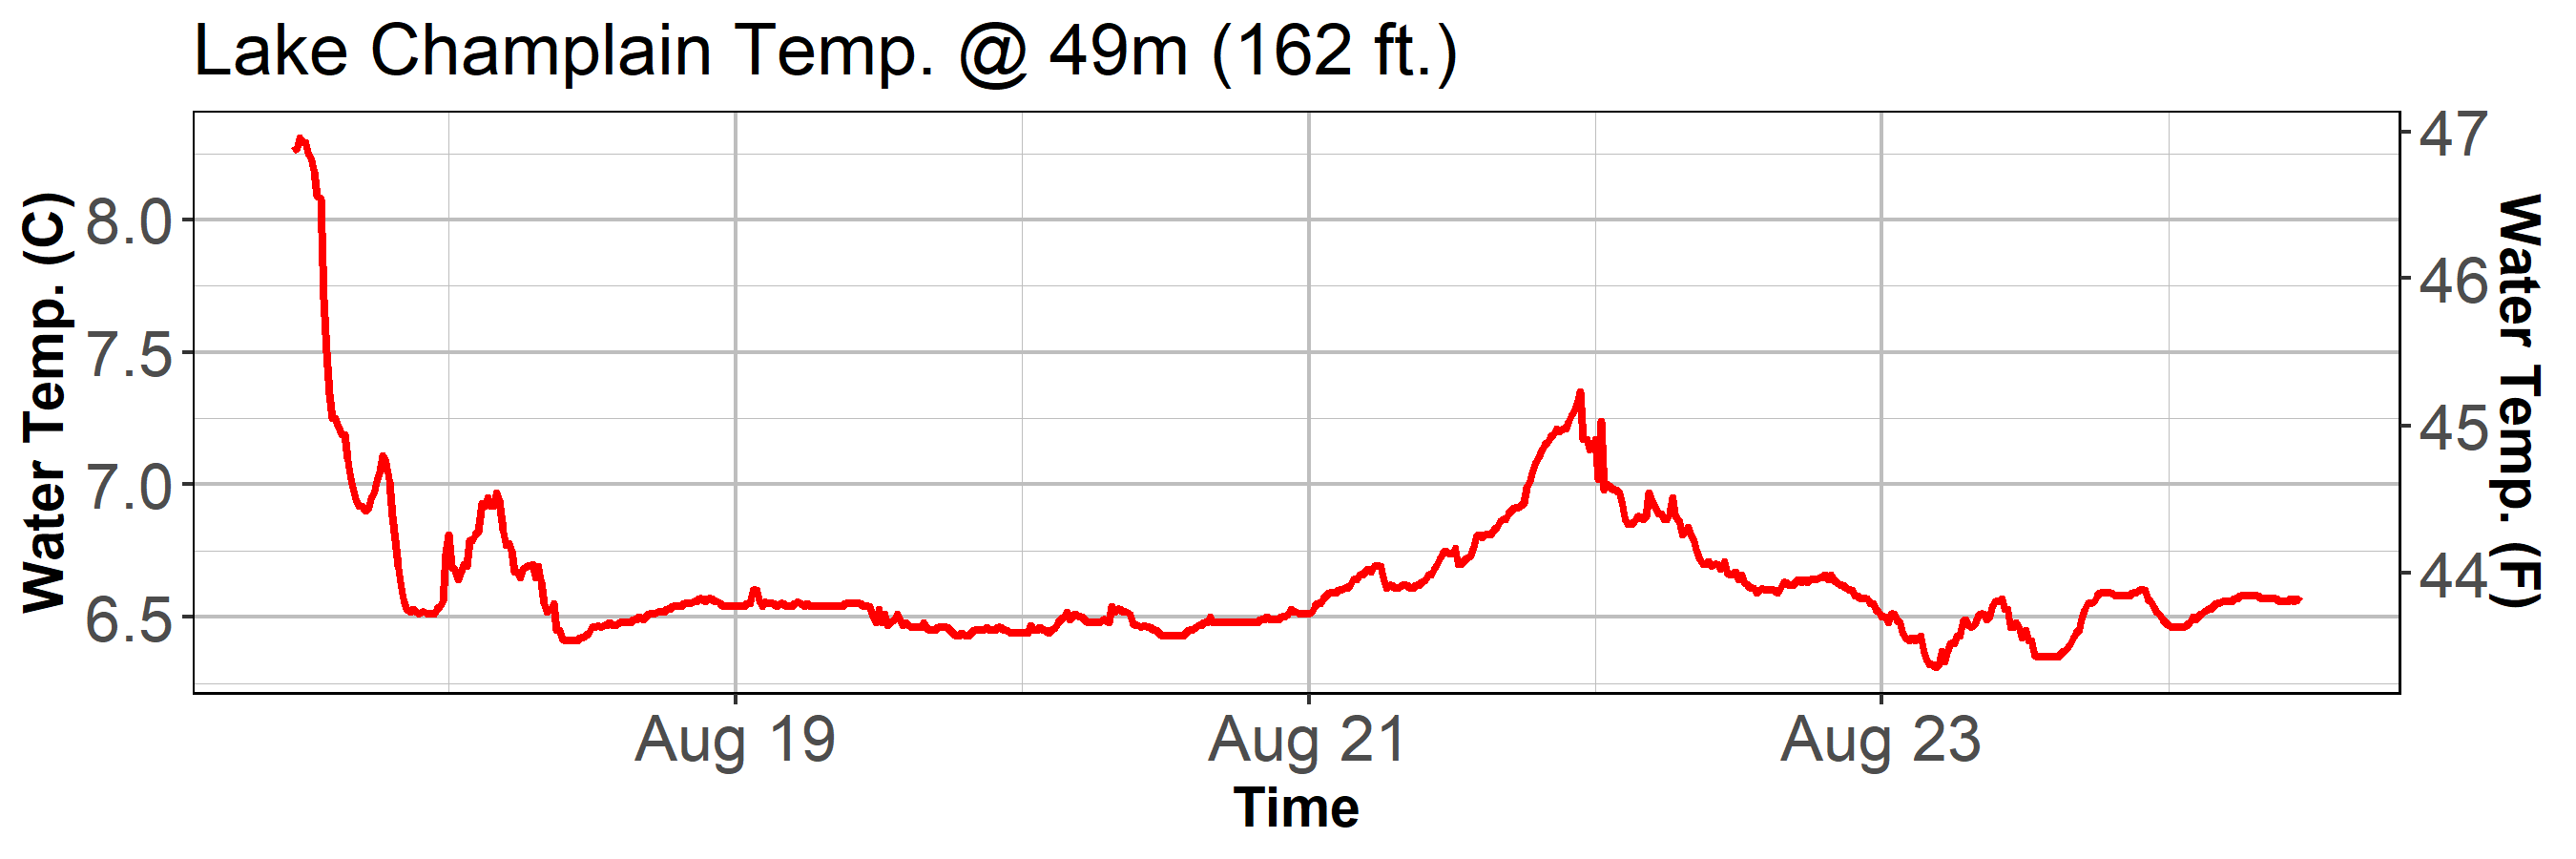 Lake Champlain Temp. @ 49m (162 ft.)
Water Temp. (C)
8.0
7.5
7.0
6.5
47
46
45
44
Water Temp. (F)
Aug 19
Aug 21
Aug 23
Time